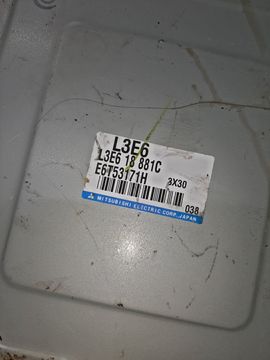 L3E6
L3E6 18 881C
E6T53171H 3X30
038
MITSUBISHI ELECTRIC CORP. JAPAN